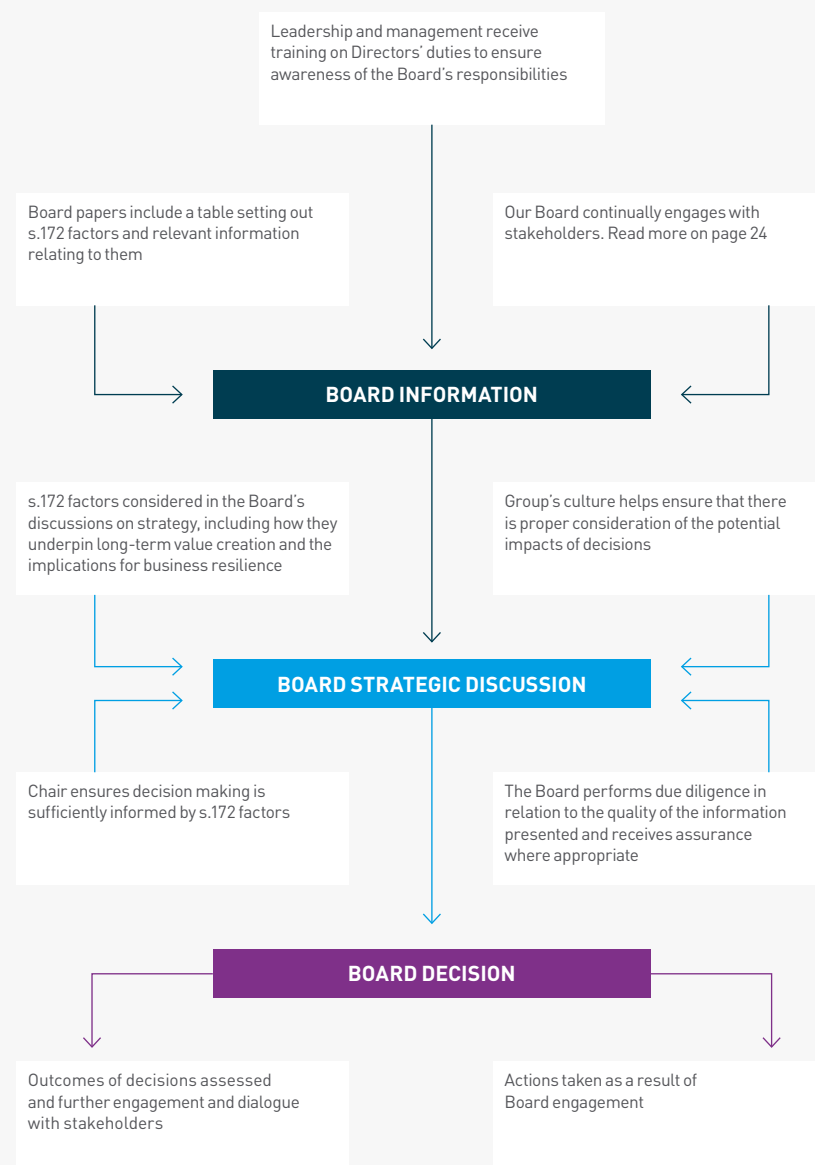 Leadership and management receive
training on Directors’ duties to ensure
awareness of the Board’s responsibilities
Board papers include a table setting out
s.172 factors and relevant information
relating to them
Our Board continually engages with
stakeholders. Read more on page 24
BOARD INFORMATION
s.172 factors considered in the Board’s
discussions on strategy, including how they
underpin long-term value creation and the
implications for business resilience
Group’s culture helps ensure that there
is proper consideration of the potential
impacts of decisions
BOARD STRATEGIC DISCUSSION
Chair ensures decision making is
sufficiently informed by s.172 factors
The Board performs due diligence in
relation to the quality of the information
presented and receives assurance
where appropriate
BOARD DECISION
Outcomes of decisions assessed
and further engagement and dialogue
with stakeholders
Actions taken as a result of
Board engagement